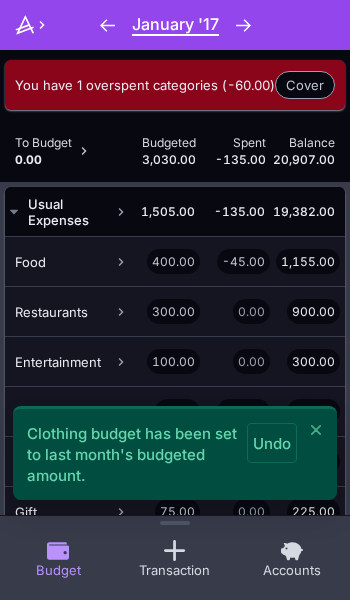 January '17
You have 1 overspent categories (-60.00) Cover
To Budget Budgeted Spent Balance
0.00 3,030.00 -135.00 20,907.00
Usual Expenses 1,505.00 -135.00 19,382.00
Food 400.00 -45.00 1,155.00
Restaurants 300.00 0.00 900.00
Entertainment 100.00 0.00 300.00
Clothing budget has been set
to last month's budgeted
amount.
Undo
Gift 75.00 0.00 225.00
Budget Transaction Accounts